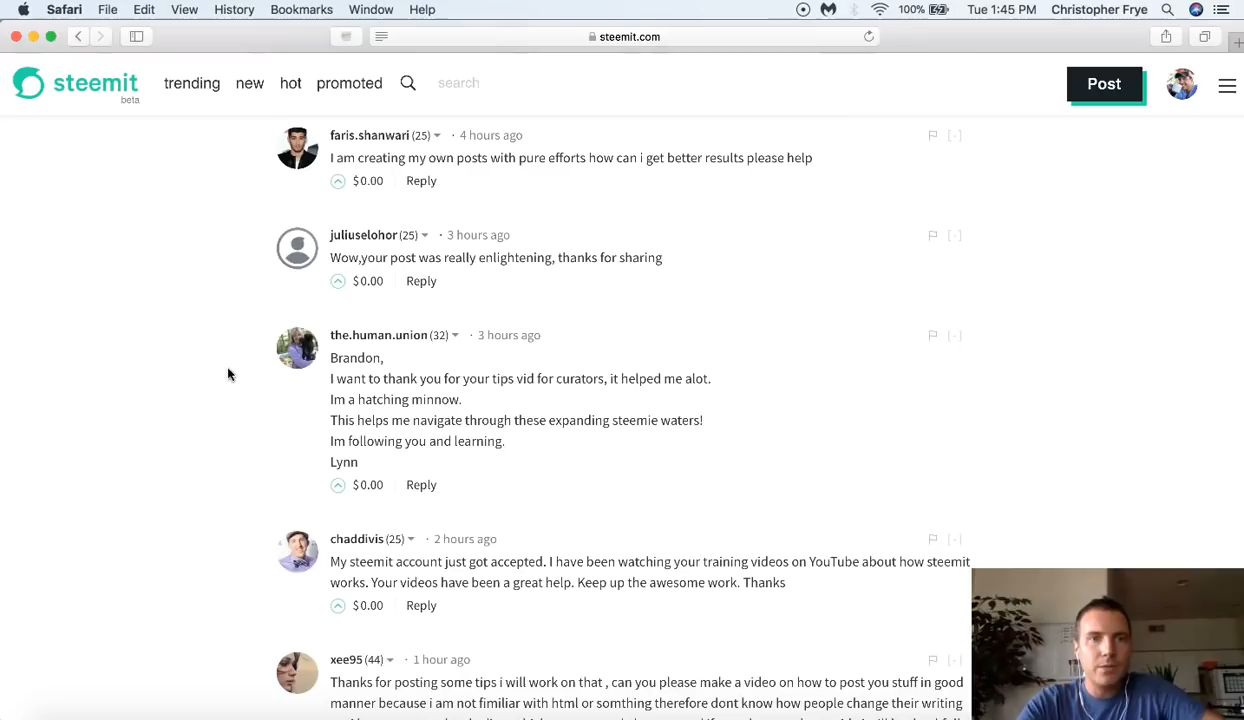 Safari File Edit View History Bookmarks Window Help 100% Tue 1:45 PM Christopher Frye
steemit.com
steemit beta trending new hot promoted search Post
faris.shanwari (25) · 4 hours ago
I am creating my own posts with pure efforts how can i get better results please help
$0.00 Reply
juliuselohor (25) · 3 hours ago
Wow,your post was really enlightening, thanks for sharing
$0.00 Reply
the.human.union (32) · 3 hours ago
Brandon,
I want to thank you for your tips vid for curators, it helped me alot.
Im a hatching minnow.
This helps me navigate through these expanding steemie waters!
Im following you and learning.
Lynn
$0.00 Reply
chaddivis (25) · 2 hours ago
My steemit account just got accepted. I have been watching your training videos on YouTube about how steemit
works. Your videos have been a great help. Keep up the awesome work. Thanks
$0.00 Reply
xee95 (44) · 1 hour ago
Thanks for posting some tips i will work on that , can you please make a video on how to post you stuff in good
manner because i am not fimiliar with html or somthing therefore dont know how people change their writing